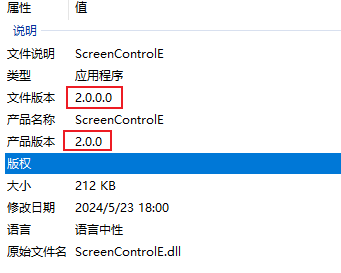 属性 值
说明
文件说明 ScreenControlE
类型 应用程序
文件版本 2.0.0.0
产品名称 ScreenControlE
产品版本 2.0.0
版权
大小 212 KB
修改日期 2024/5/23 18:00
语言 语言中性
原始文件名 ScreenControlE.dll